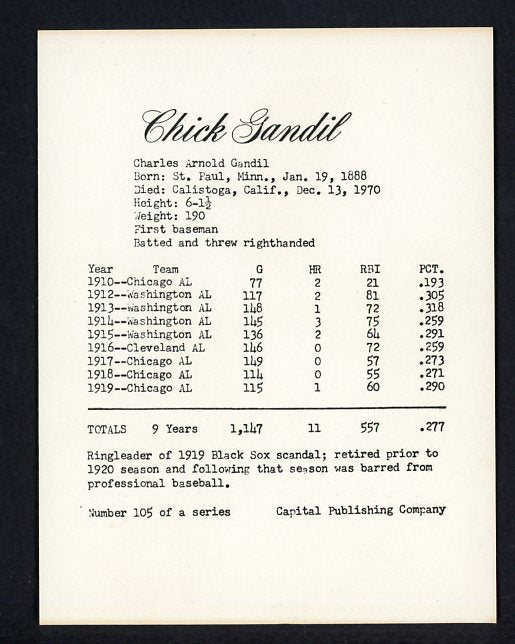 Chick Gandil
Charles Arnold Gandil
Born: St. Paul, Minn., Jan. 19, 1888
Died: Calistoga, Calif., Dec. 13, 1970
Height: 6-1½
Weight: 190
First baseman
Batted and threw righthanded
Year Team G HR RBI PCT.
1910--Chicago AL 77 2 21 .193
1912--Washington AL 117 2 81 .305
1913--Washington AL 148 1 72 .318
1914--Washington AL 145 3 75 .259
1915--Washington AL 136 2 64 .291
1916--Cleveland AL 146 0 72 .259
1917--Chicago AL 149 0 57 .273
1918--Chicago AL 114 0 55 .271
1919--Chicago AL 115 1 60 .290
TOTALS 9 Years 1,147 11 557 .277
Ringleader of 1919 Black Sox scandal; retired prior to
1920 season and following that season was barred from
professional baseball.
Number 105 of a series Capital Publishing Company